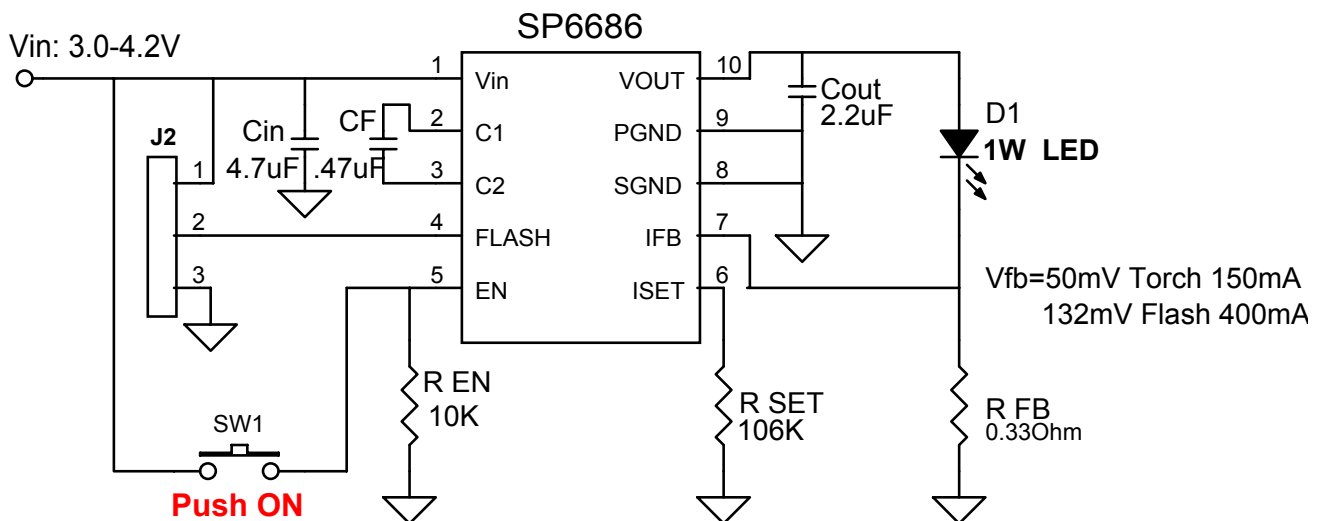 SP6686
Vin: 3.0-4.2V
1
Vin
VOUT
10
Cout
2.2uF
D1
1W LED
J2
Cin
4.7uF
CF
.47uF
2
C1
PGND
9
1
3
C2
SGND
8
2
4
FLASH
IFB
7
3
5
EN
ISET
6
Vfb=50mV Torch 150mA
132mV Flash 400mA
R EN
10K
R SET
106K
R FB
0.33Ohm
SW1
Push ON